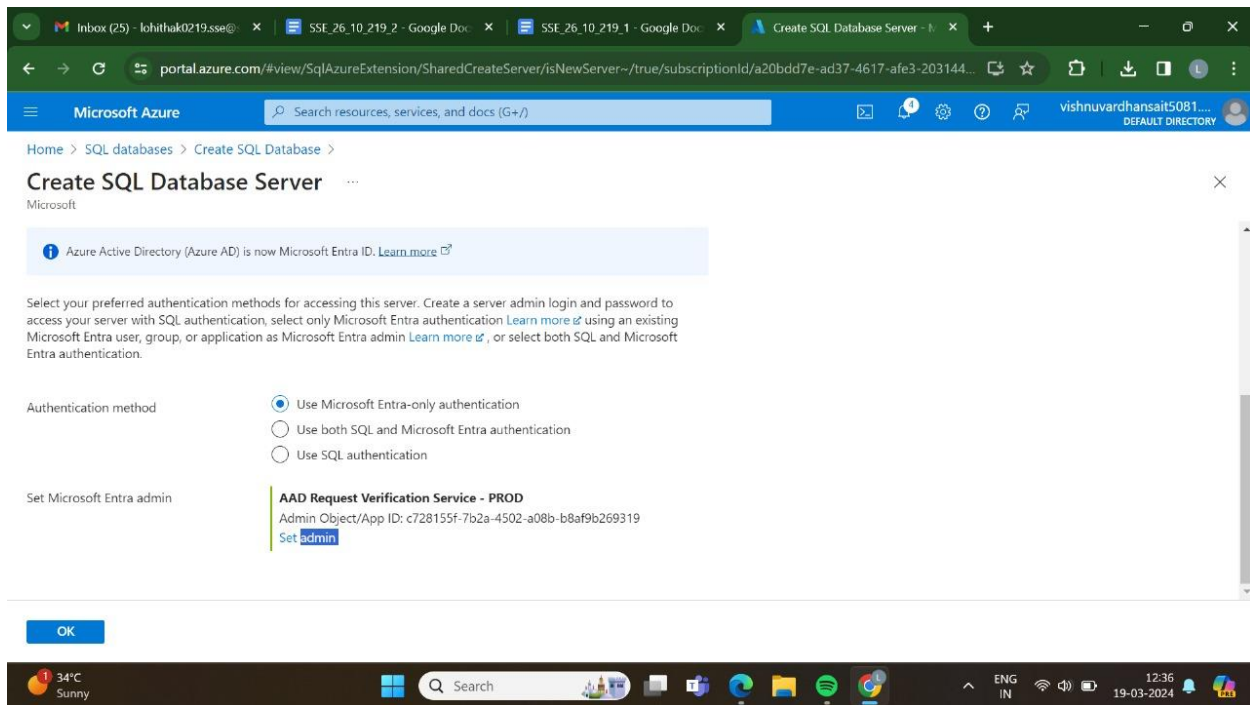 Inbox (25) - lohithak0219.sse@
SSE_26_10_219_2 - Google Doc
SSE_26_10_219_1 - Google Doc
Create SQL Database Server - M
portal.azure.com/#view/SqlAzureExtension/SharedCreateServer/isNewServer~/true/subscriptionId/a20bdd7e-ad37-4617-afe3-203144...
L
Microsoft Azure
Search resources, services, and docs (G+/)
4
vishnuvardhansait5081....
DEFAULT DIRECTORY
Home > SQL databases > Create SQL Database >
Create SQL Database Server ...
Microsoft
Azure Active Directory (Azure AD) is now Microsoft Entra ID. Learn more
Select your preferred authentication methods for accessing this server. Create a server admin login and password to
access your server with SQL authentication, select only Microsoft Entra authentication Learn more using an existing
Microsoft Entra user, group, or application as Microsoft Entra admin Learn more , or select both SQL and Microsoft
Entra authentication.
Authentication method
Use Microsoft Entra-only authentication
Use both SQL and Microsoft Entra authentication
Use SQL authentication
Set Microsoft Entra admin
AAD Request Verification Service - PROD
Admin Object/App ID: c728155f-7b2a-4502-a08b-b8af9b269319
Set admin
OK
1
34°C
Sunny
Search
ENG
IN
12:36
19-03-2024
PRE